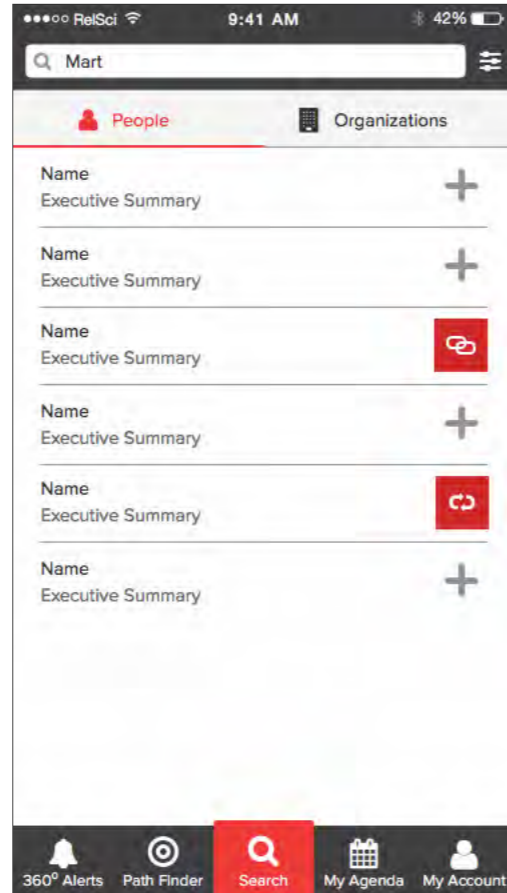 RelSci 9:41 AM 42%
Mart
People Organizations
Name
Executive Summary
Name
Executive Summary
Name
Executive Summary
Name
Executive Summary
Name
Executive Summary
Name
Executive Summary
360° Alerts Path Finder Search My Agenda My Account